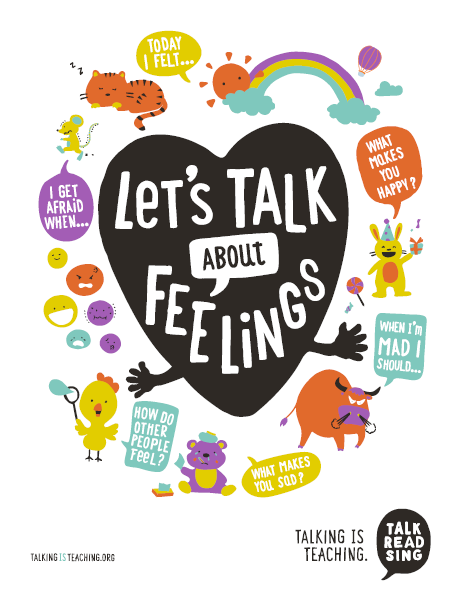 TODAY
I FELT...
WHAT
MAKES
YOU
HAPPY?
I GET
AFRAID
WHEN...
LET'S TALK
ABOUT
FEELINGS
WHEN I'M
MAD I
SHOULD...
HOW DO
OTHER
PEOPLE
FEEL?
WHAT MAKES
YOU SAD?
TALKING IS
TEACHING.
TALK
READ
SING
TALKINGISTEACHING.ORG